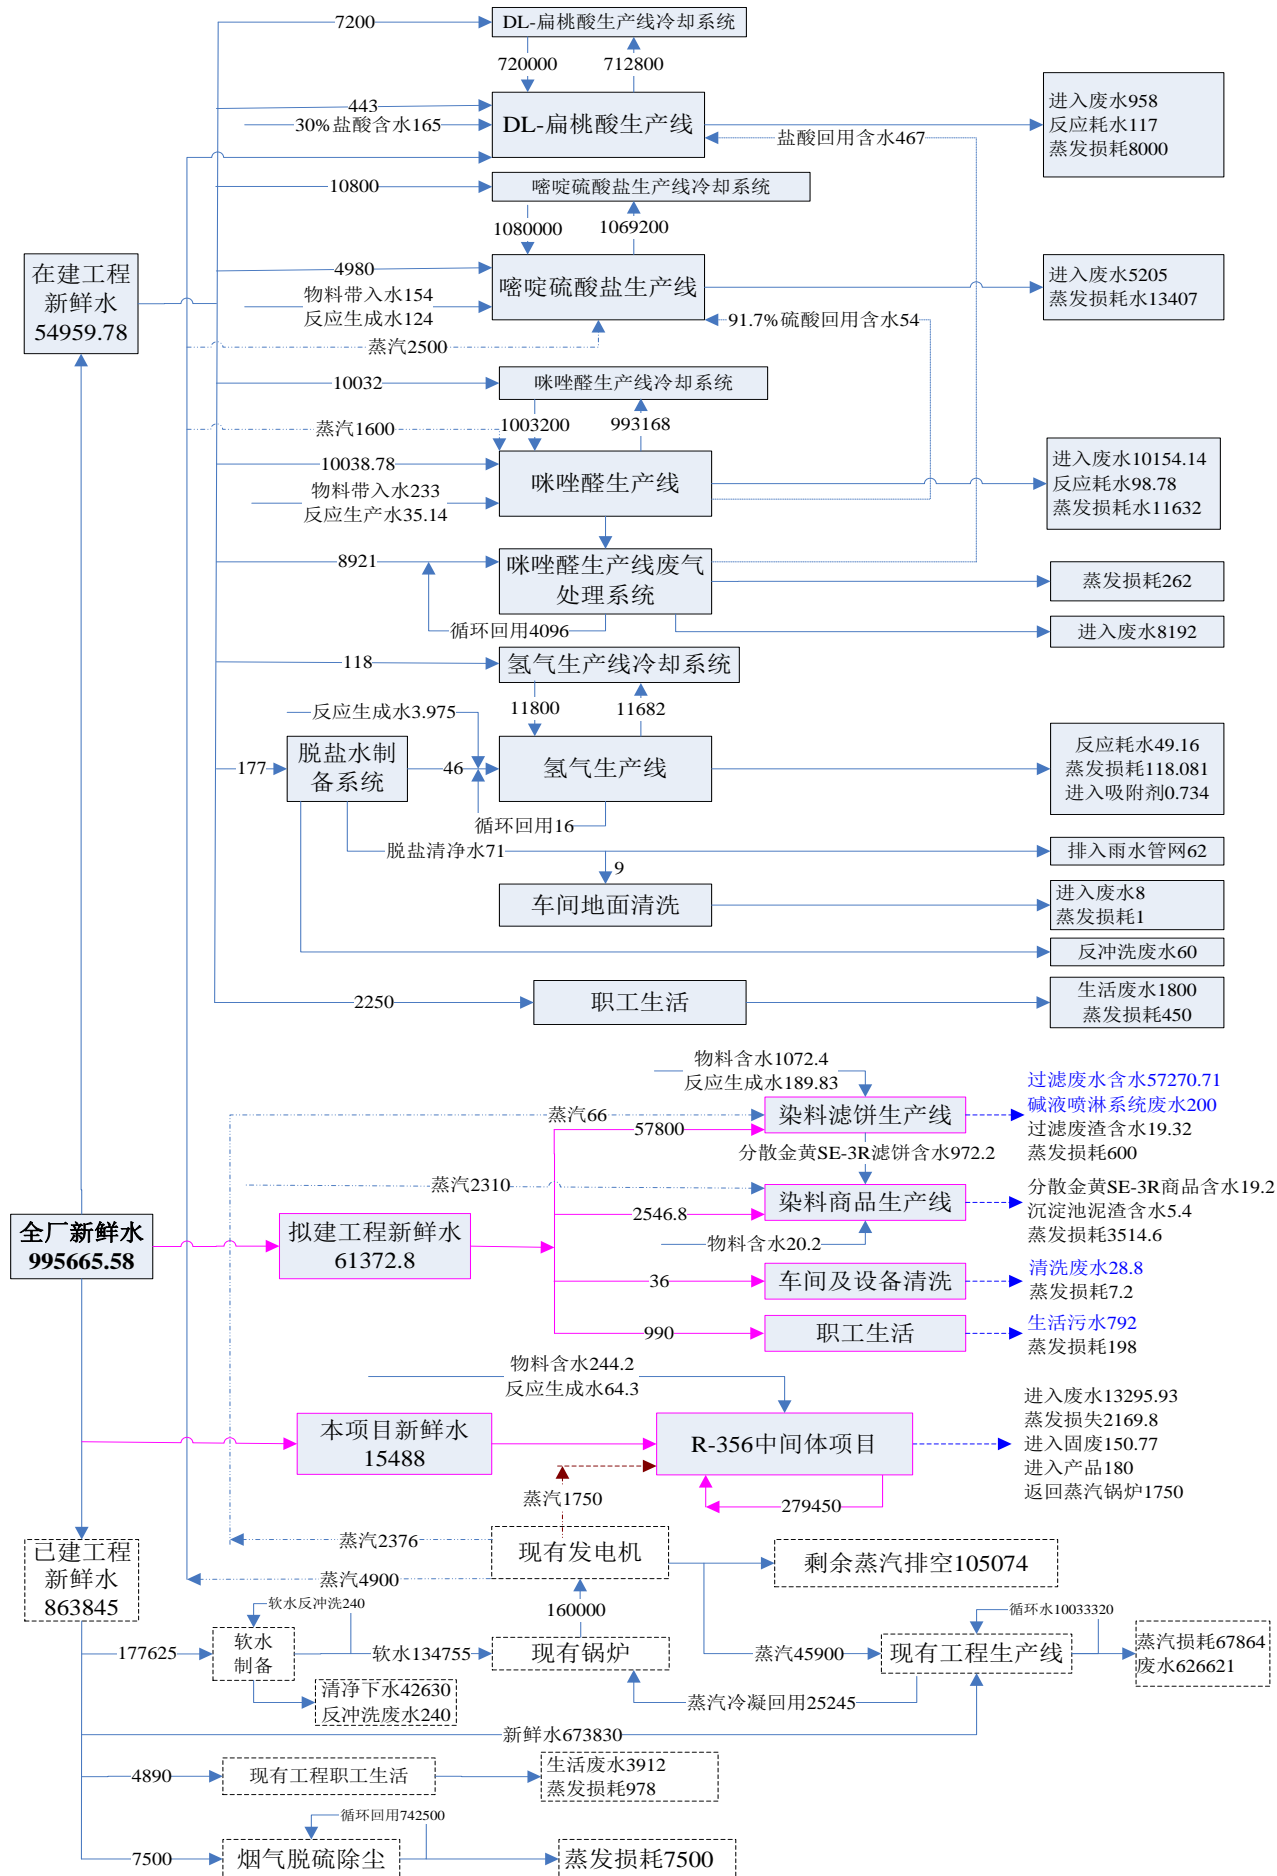 7200
DL-扁桃酸生产线冷却系统
720000
712800
443
30%盐酸含水165
DL-扁桃酸生产线
盐酸回用含水467
进入废水958
反应耗水117
蒸发损耗8000
10800
嘧啶硫酸盐生产线冷却系统
1080000
1069200
在建工程
新鲜水
54959.78
4980
物料带入水154
反应生成水124
嘧啶硫酸盐生产线
91.7%硫酸回用含水54
进入废水5205
蒸发损耗水13407
蒸汽2500
10032
咪唑醛生产线冷却系统
蒸汽1600
1003200
993168
10038.78
物料带入水233
反应生产水35.14
咪唑醛生产线
进入废水10154.14
反应耗水98.78
蒸发损耗水11632
8921
咪唑醛生产线废气
处理系统
循环回用4096
蒸发损耗262
进入废水8192
118
氢气生产线冷却系统
11800
11682
反应生成水3.975
177
脱盐水制
备系统
46
氢气生产线
循环回用16
反应耗水49.16
蒸发损耗118.081
进入吸附剂0.734
脱盐清净水71
排入雨水管网62
9
车间地面清洗
进入废水8
蒸发损耗1
反冲洗废水60
2250
职工生活
生活废水1800
蒸发损耗450
物料含水1072.4
反应生成水189.83
蒸汽66
57800
染料滤饼生产线
过滤废水含水57270.71
碱液喷淋系统废水200
过滤废渣含水19.32
蒸发损耗600
分散金黄SE-3R滤饼含水972.2
蒸汽2310
2546.8
染料商品生产线
物料含水20.2
分散金黄SE-3R商品含水19.2
沉淀池泥渣含水5.4
蒸发损耗3514.6
全厂新鲜水
995665.58
拟建工程新鲜水
61372.8
36
车间及设备清洗
清洗废水28.8
蒸发损耗7.2
990
职工生活
生活污水792
蒸发损耗198
物料含水244.2
反应生成水64.3
本项目新鲜水
15488
R-356中间体项目
279450
进入废水13295.93
蒸发损失2169.8
进入固废150.77
进入产品180
返回蒸汽锅炉1750
蒸汽1750
蒸汽2376
蒸汽4900
现有发电机
剩余蒸汽排空105074
已建工程
新鲜水
863845
软水反冲洗240
160000
循环水10033320
177625
软水
制备
软水134755
现有锅炉
蒸汽45900
现有工程生产线
蒸汽损耗67864
废水626621
清净下水42630
反冲洗废水240
蒸汽冷凝回用25245
新鲜水673830
4890
现有工程职工生活
生活废水3912
蒸发损耗978
循环回用742500
7500
烟气脱硫除尘
蒸发损耗7500